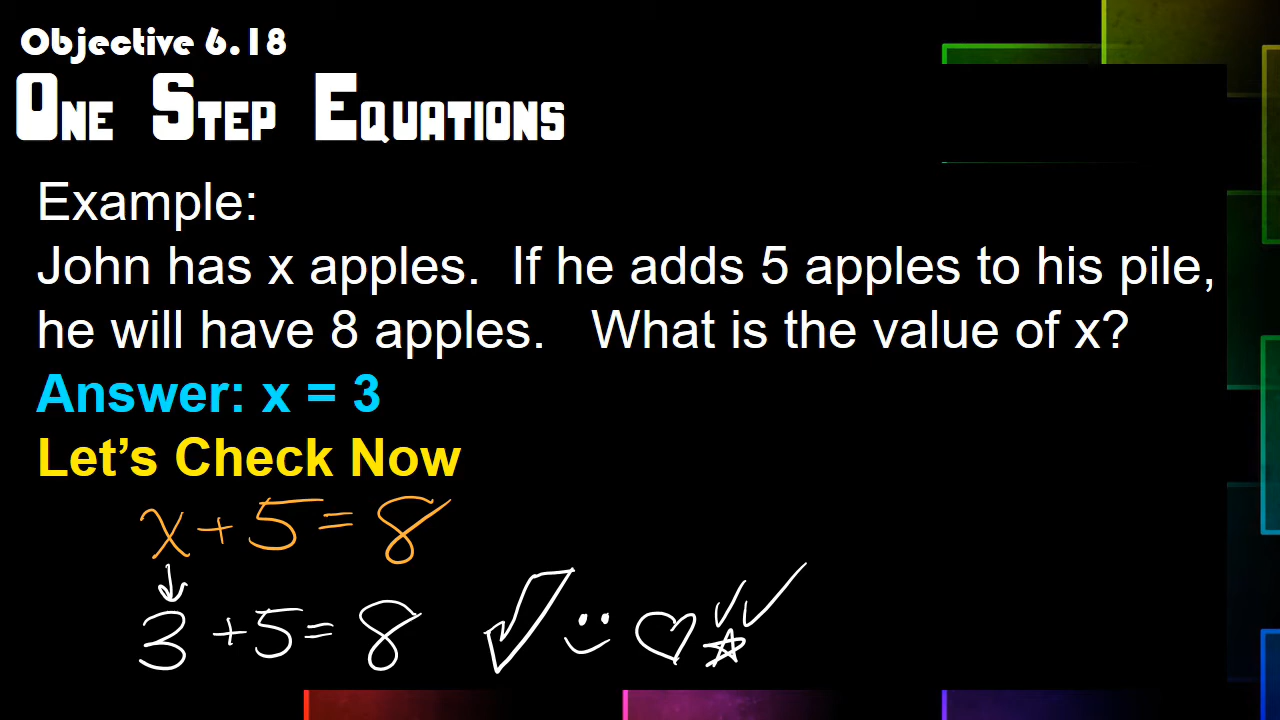 Objective 6.18
One Step Equations
Example:
John has x apples. If he adds 5 apples to his pile,
he will have 8 apples. What is the value of x?
Answer: x = 3
Let’s Check Now
x + 5 = 8
3 + 5 = 8